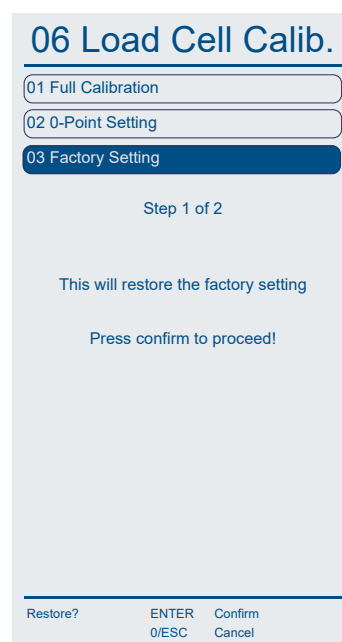 06 Load Cell Calib.
01 Full Calibration
02 0-Point Setting
03 Factory Setting
Step 1 of 2
This will restore the factory setting
Press confirm to proceed!
Restore? ENTER Confirm
0/ESC Cancel